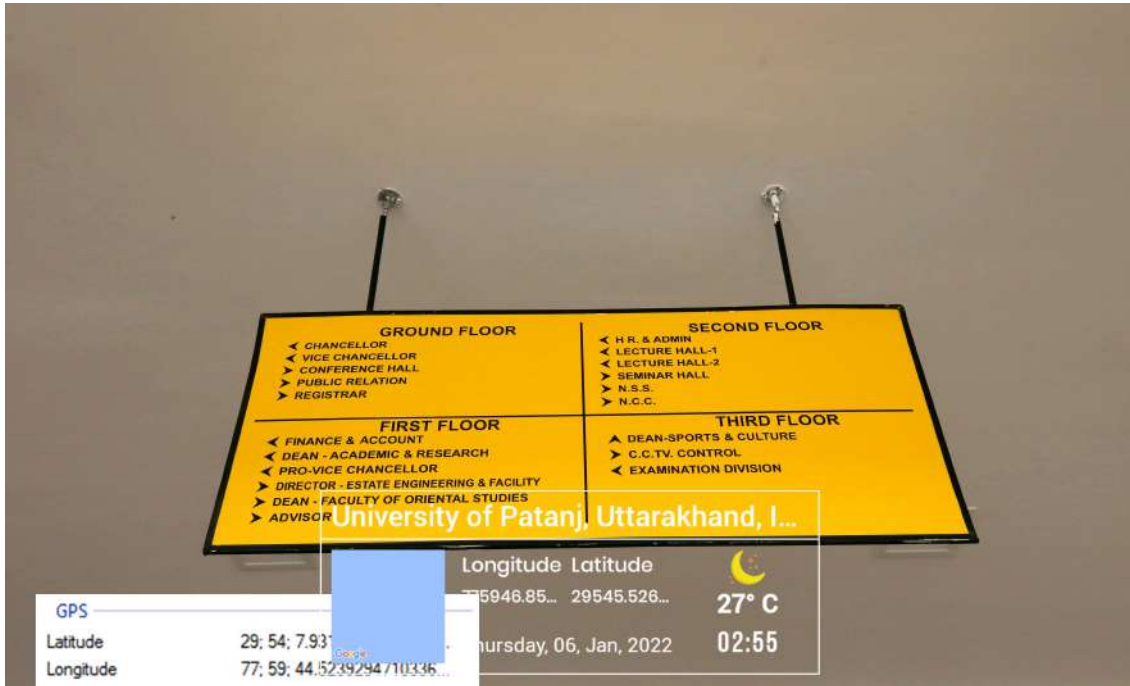 GROUND FLOOR
CHANCELLOR
VICE CHANCELLOR
CONFERENCE HALL
PUBLIC RELATION
REGISTRAR
SECOND FLOOR
H R. & ADMIN
LECTURE HALL-1
LECTURE HALL-2
SEMINAR HALL
N.S.S.
N.C.C.
FIRST FLOOR
FINANCE & ACCOUNT
DEAN - ACADEMIC & RESEARCH
PRO-VICE CHANCELLOR
DIRECTOR - ESTATE ENGINEERING & FACILITY
DEAN - FACULTY OF ORIENTAL STUDIES
ADVISOR
THIRD FLOOR
DEAN-SPORTS & CULTURE
C.C.TV. CONTROL
EXAMINATION DIVISION
University of Patanj, Uttarakhand, I...
Longitude Latitude
29545.526...
27° C
06, Jan, 2022
02:55
Google
GPS
Latitude 29; 54; 7.93
Longitude 77; 59; 44.5239294710336...